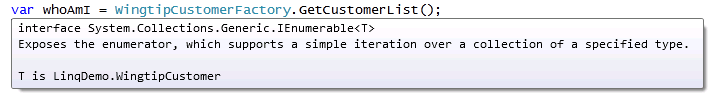 var whoAmI = WingtipCustomerFactory.GetCustomerList();
interface System.Collections.Generic.IEnumerable<T>
Exposes the enumerator, which supports a simple iteration over a collection of a specified type.
T is LinqDemo.WingtipCustomer